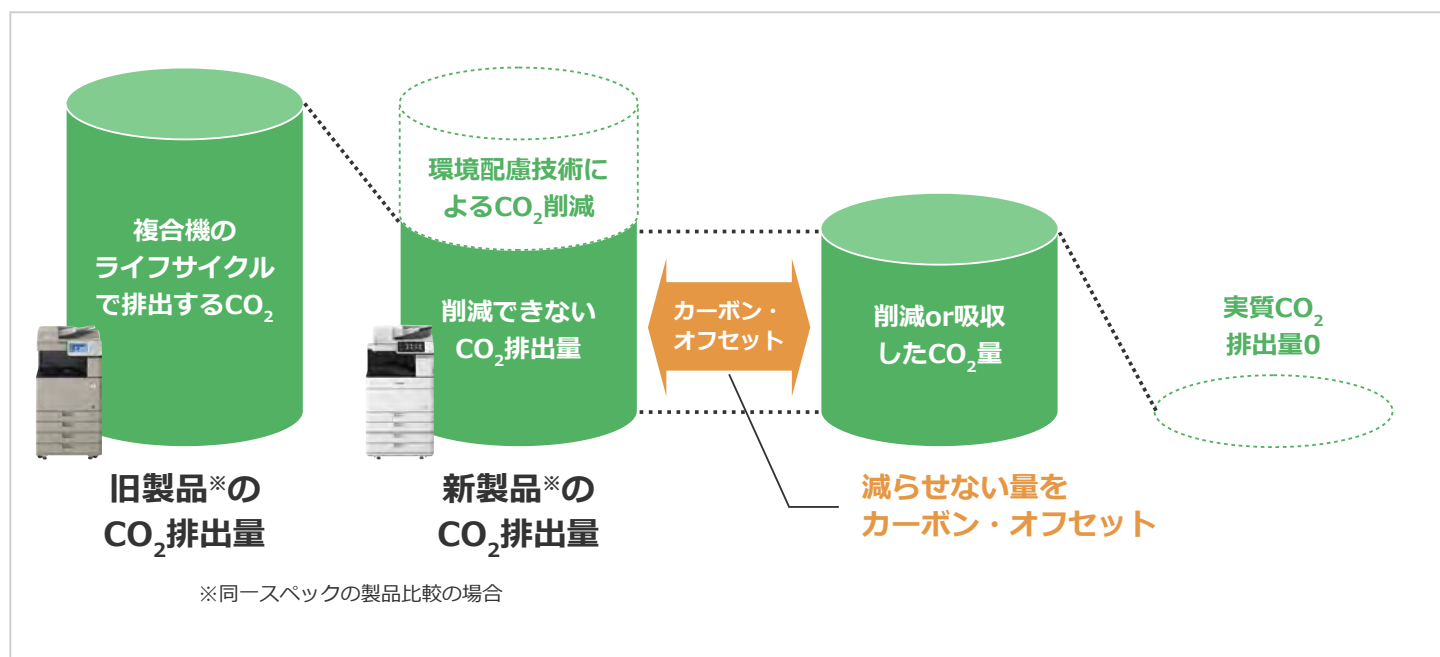 複合機の
ライフサイクル
で排出するCO₂
旧製品※の
CO₂排出量
環境配慮技術に
よるCO₂削減
削減できない
CO₂排出量
新製品※の
CO₂排出量
カーボン・
オフセット
削減or吸収
したCO₂量
減らせない量を
カーボン・オフセット
実質CO₂
排出量0
※同一スペックの製品比較の場合